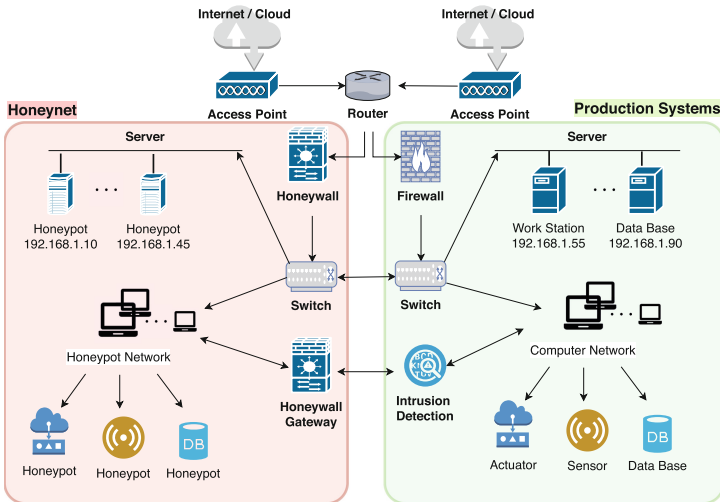 Internet / Cloud
Internet / Cloud
Access Point
Router
Access Point
Honeynet
Production Systems
Server
Server
Honeywall
Firewall
Honeypot
192.168.1.10
Honeypot
192.168.1.45
Work Station
192.168.1.55
Data Base
192.168.1.90
Switch
Switch
Honeypot Network
Computer Network
Honeywall
Gateway
Intrusion
Detection
DB
DB
Honeypot
Honeypot
Honeypot
Actuator
Sensor
Data Base